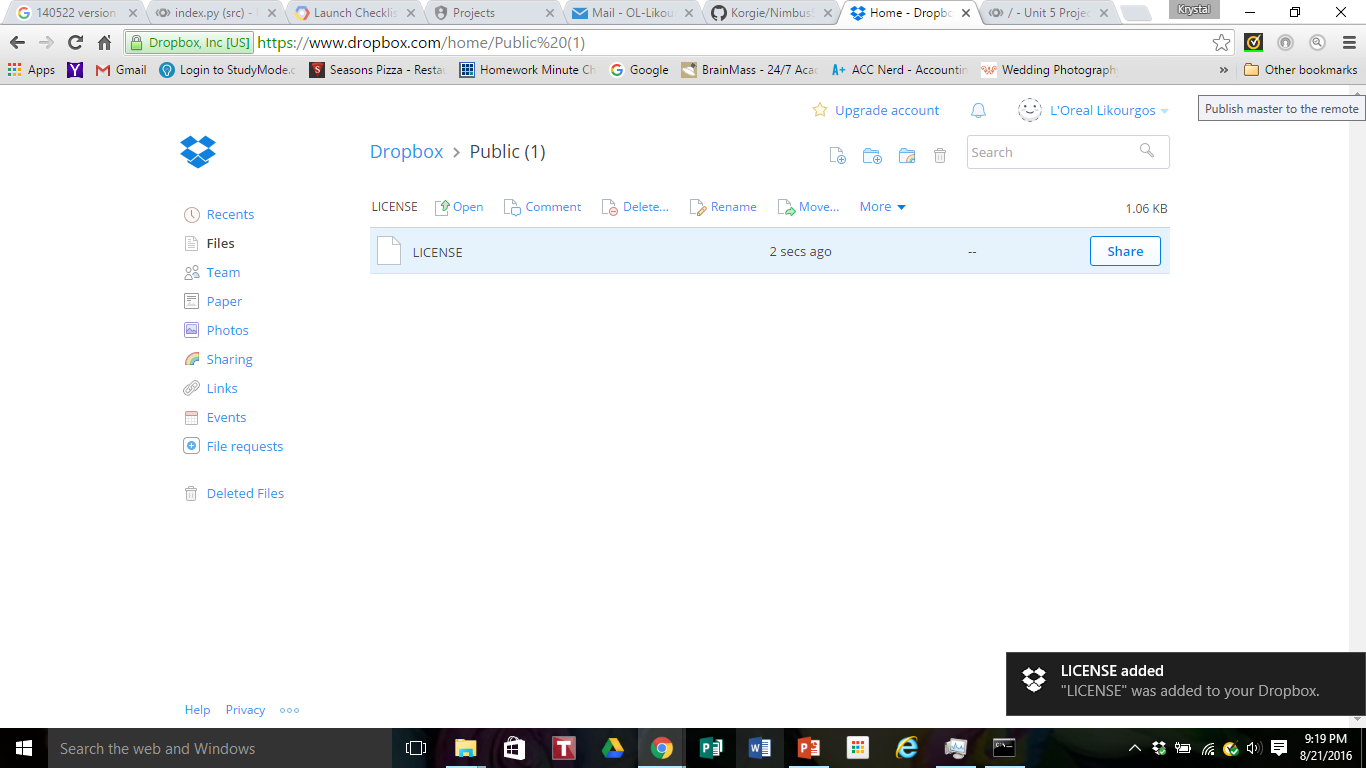 140522 version
index.py (src) -
Launch Checklis
Projects
Mail - OL-Likou
Korgie/Nimbus
Home - Dropbo
/ - Unit 5 Projec
Krystal
Dropbox, Inc [US]
https://www.dropbox.com/home/Public%20(1)
Apps
Gmail
Login to StudyMode.c
Seasons Pizza - Resta
Homework Minute Ch
Google
BrainMass - 24/7 Aca
A+ ACC Nerd - Accountin
Wedding Photograph
»
Other bookmarks
Upgrade account
L'Oreal Likourgos
Publish master to the remote
Dropbox > Public (1)
Search
LICENSE
Open
Comment
Delete...
Rename
Move...
More
1.06 KB
LICENSE
2 secs ago
--
Share
Recents
Files
Team
Paper
Photos
Sharing
Links
Events
File requests
Deleted Files
LICENSE added
"LICENSE" was added to your Dropbox.
Help
Privacy
Search the web and Windows
9:19 PM
8/21/2016